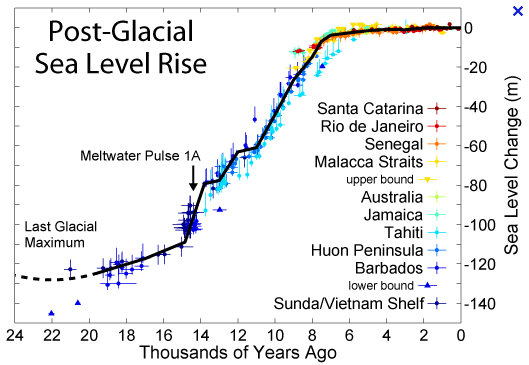 Post-Glacial
Sea Level Rise
Meltwater Pulse 1A
Last Glacial
Maximum
Santa Catarina
Rio de Janeiro
Senegal
Malacca Straits
upper bound
Australia
Jamaica
Tahiti
Huon Peninsula
Barbados
lower bound
Sunda/Vietnam Shelf
0
-20
-40
-60
-80
-100
-120
-140
Sea Level Change (m)
24 22 20 18 16 14 12 10 8 6 4 2 0
Thousands of Years Ago